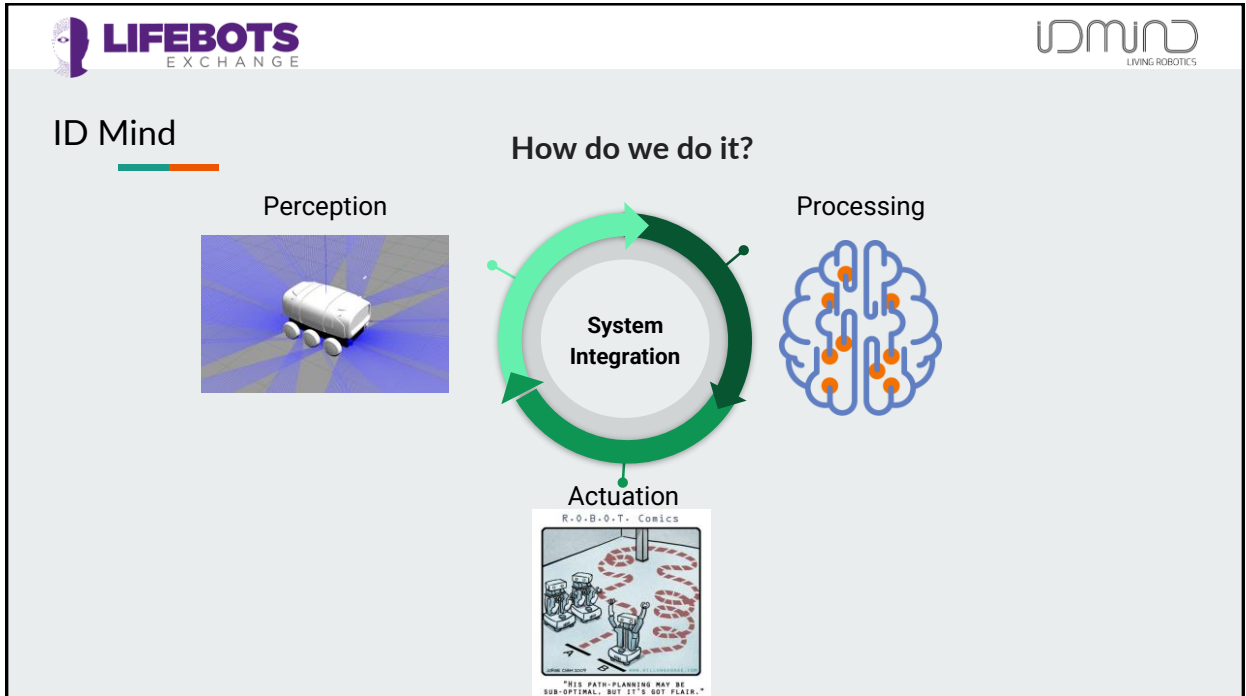 LIFEBOTS
EXCHANGE
IDMIND
LIVING ROBOTICS
ID Mind
How do we do it?
Perception
Processing
System
Integration
Actuation
R.O.B.O.T. Comics
A
B
"HIS PATH-PLANNING MAY BE
SUB-OPTIMAL, BUT IT'S GOT FLAIR."